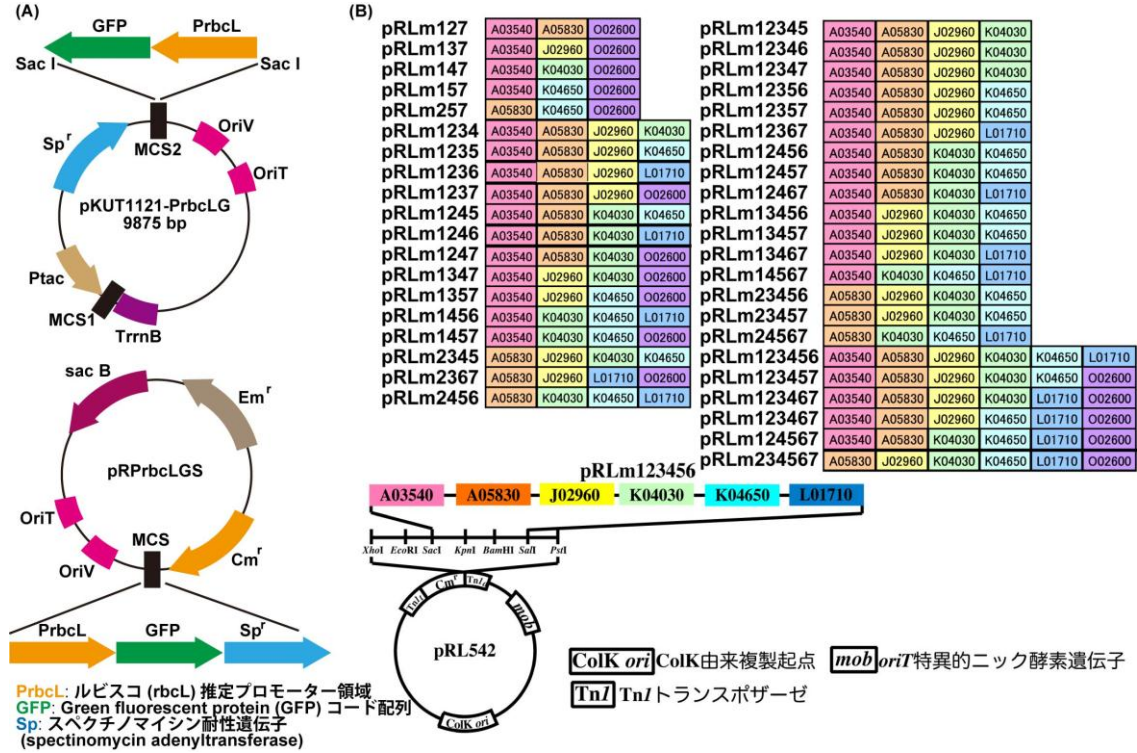 (A)
GFP PrbcL
Sac I Sac I
MCS2
Sp^r
OriV
OriT
pKUT1121-PrbcLG
9875 bp
Ptac
MCS1
TrrnB
sac B
Em^r
pRPrbcLGS
OriT
OriV
MCS
Cm^r
PrbcL GFP Sp^r
PrbcL: ルビスコ (rbcL) 推定プロモーター領域
GFP: Green fluorescent protein (GFP) コード配列
Sp: スペクチノマイシン耐性遺伝子
(spectinomycin adenyltransferase)
(B)
pRLm127 A03540 A05830 O02600
pRLm137 A03540 J02960 O02600
pRLm147 A03540 K04030 O02600
pRLm157 A03540 K04650 O02600
pRLm257 A05830 K04650 O02600
pRLm1234 A03540 A05830 J02960 K04030
pRLm1235 A03540 A05830 J02960 K04650
pRLm1236 A03540 A05830 J02960 L01710
pRLm1237 A03540 A05830 J02960 O02600
pRLm1245 A03540 A05830 K04030 K04650
pRLm1246 A03540 A05830 K04030 L01710
pRLm1247 A03540 A05830 K04030 O02600
pRLm1347 A03540 J02960 K04030 O02600
pRLm1357 A03540 J02960 K04650 O02600
pRLm1456 A03540 K04030 K04650 L01710
pRLm1457 A03540 K04030 K04650 O02600
pRLm2345 A05830 J02960 K04030 K04650
pRLm2367 A05830 J02960 L01710 O02600
pRLm2456 A05830 K04030 K04650 L01710
pRLm12345 A03540 A05830 J02960 K04030
pRLm12346 A03540 A05830 J02960 K04030
pRLm12347 A03540 A05830 J02960 K04030
pRLm12356 A03540 A05830 J02960 K04650
pRLm12357 A03540 A05830 J02960 K04650
pRLm12367 A03540 A05830 J02960 L01710
pRLm12456 A03540 A05830 K04030 K04650
pRLm12457 A03540 A05830 K04030 K04650
pRLm12467 A03540 A05830 K04030 L01710
pRLm13456 A03540 J02960 K04030 K04650
pRLm13457 A03540 J02960 K04030 K04650
pRLm13467 A03540 J02960 K04030 L01710
pRLm14567 A03540 K04030 K04650 L01710
pRLm23456 A05830 J02960 K04030 K04650
pRLm23457 A05830 J02960 K04030 K04650
pRLm24567 A05830 K04030 K04650 L01710
pRLm123456 A03540 A05830 J02960 K04030 K04650 L01710
pRLm123457 A03540 A05830 J02960 K04030 K04650 O02600
pRLm123467 A03540 A05830 J02960 K04030 L01710 O02600
pRLm123467 A03540 A05830 J02960 K04650 L01710 O02600
pRLm124567 A03540 A05830 K04030 K04650 L01710 O02600
pRLm234567 A05830 J02960 K04030 K04650 L01710 O02600
pRLm123456
A03540 A05830 J02960 K04030 K04650 L01710
XhoI EcoRI SacI KpnI BamHI SalI PstI
Tn1 Cm^r Tn1
mob
pRL542
ColK ori
ColK ori ColK由来複製起点 mob oriT特異的ニック酵素遺伝子
Tn1 Tn1トランスポザーゼ